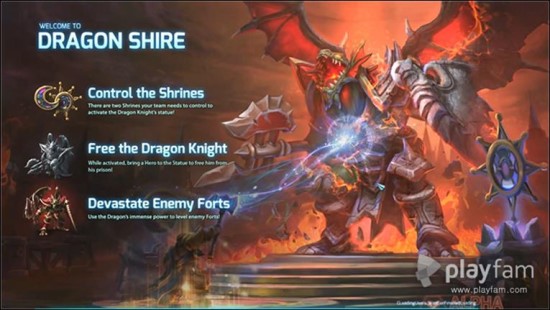 WELCOME TO
DRAGON SHIRE
Control the Shrines
There are two Shrines your team needs to control to
activate the Dragon Knight's statue!
Free the Dragon Knight
While activated, bring a Hero to the Statue to free him from
his prison!
Devastate Enemy Forts
Use the Dragon's immense power to level enemy Forts!
playfam
www.playfam.com
ALPHA